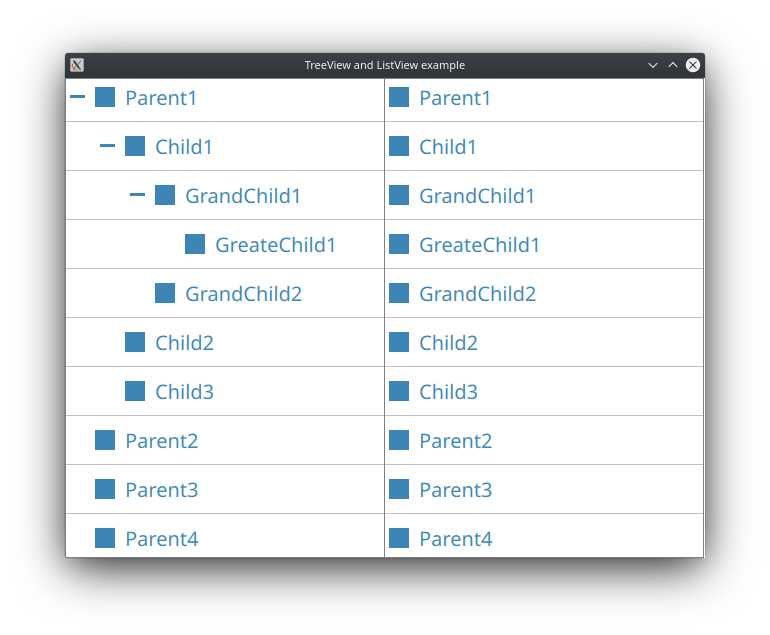 TreeView and ListView example
Parent1 Parent1
Child1 Child1
GrandChild1 GrandChild1
GreateChild1 GreateChild1
GrandChild2 GrandChild2
Child2 Child2
Child3 Child3
Parent2 Parent2
Parent3 Parent3
Parent4 Parent4